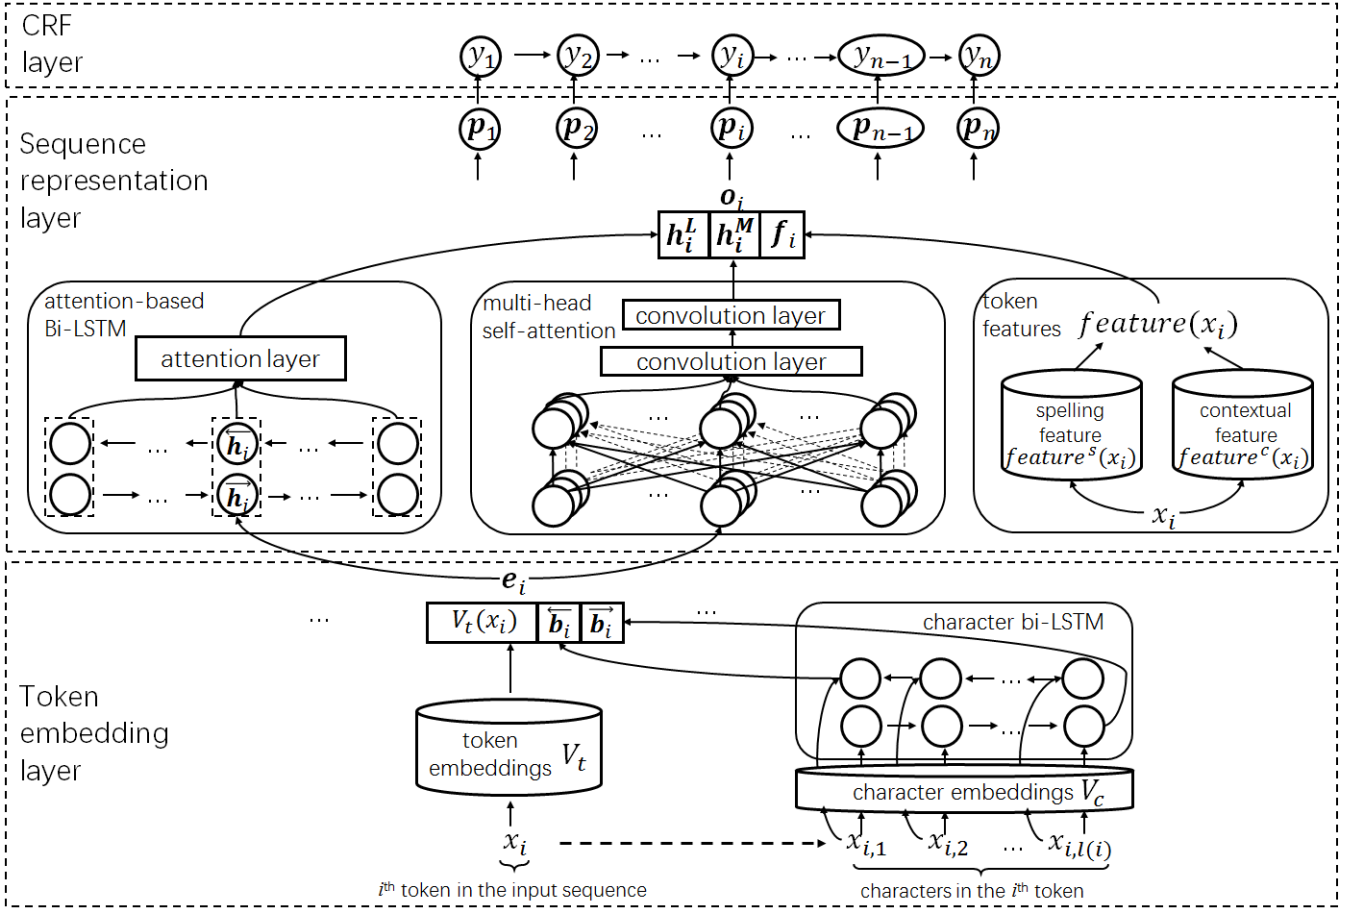 CRF
layer
y₁ y₂ … yᵢ … yₙ₋₁ yₙ
Sequence
representation
layer
p₁ p₂ … pᵢ … pₙ₋₁ pₙ
oᵢ
hᵢᴸ hᵢᴹ fᵢ
attention-based
Bi-LSTM
attention layer
… ←hᵢ …
… →hᵢ …
multi-head
self-attention
convolution layer
convolution layer
… …
… …
token
features
feature(xᵢ)
spelling
feature
featureˢ(xᵢ)
contextual
feature
featureᶜ(xᵢ)
xᵢ
eᵢ
Token
embedding
layer
… Vₜ(xᵢ) ←bᵢ →bᵢ …
token
embeddings Vₜ
xᵢ
iᵗʰ token in the input sequence
character bi-LSTM
…
…
character embeddings V_c
xᵢ,₁ xᵢ,₂ … xᵢ,ₗ₍ᵢ₎
characters in the iᵗʰ token